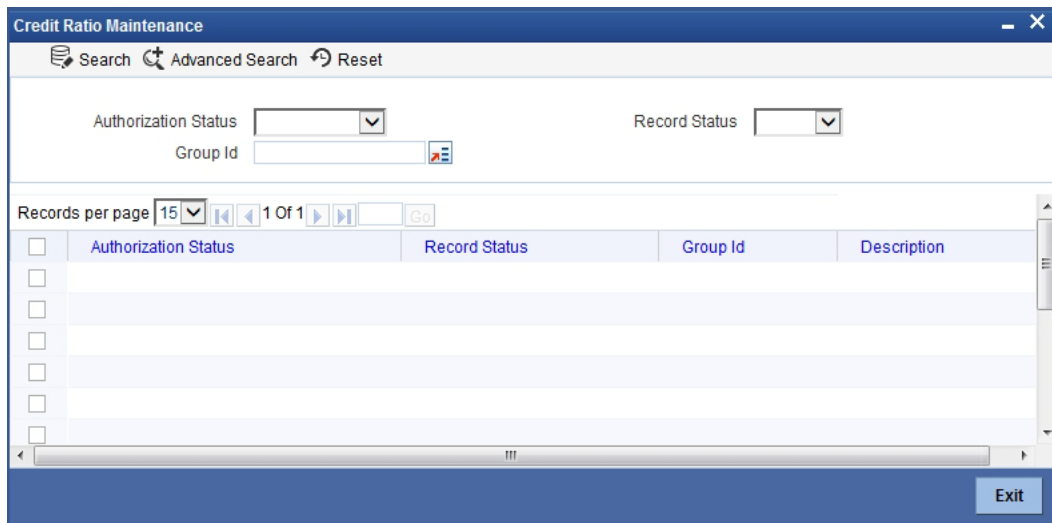 Credit Ratio Maintenance
Search Advanced Search Reset
Authorization Status Record Status
Group Id
Records per page 15 1 Of 1 Go
Authorization Status Record Status Group Id Description
Exit